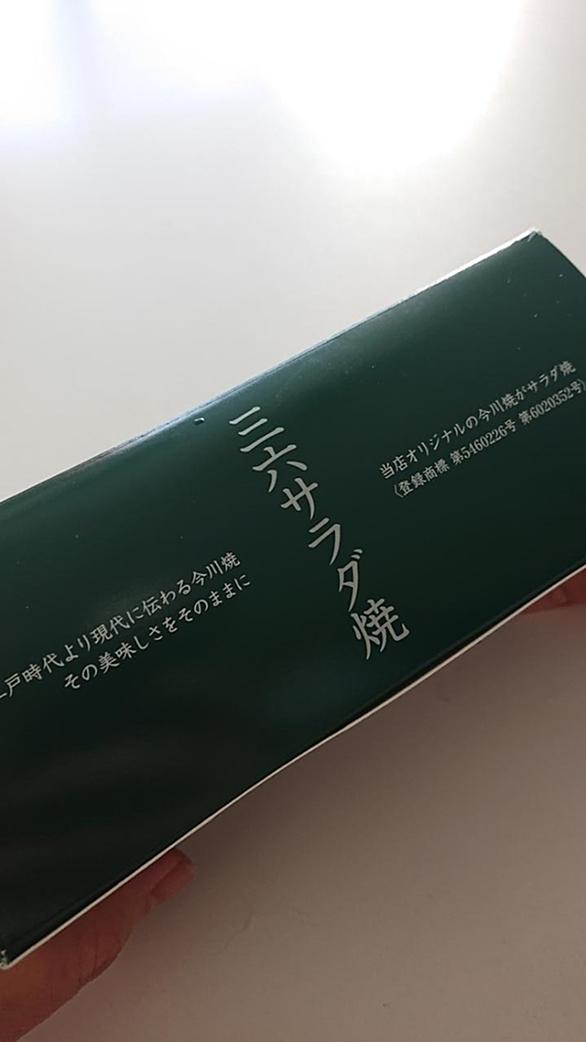 当店オリジナルの今川焼がサラダ焼
(登録商標 第5460226号 第6020352号)
三六サラダ焼
戸時代より現代に伝わる今川焼
その美味しさをそのままに